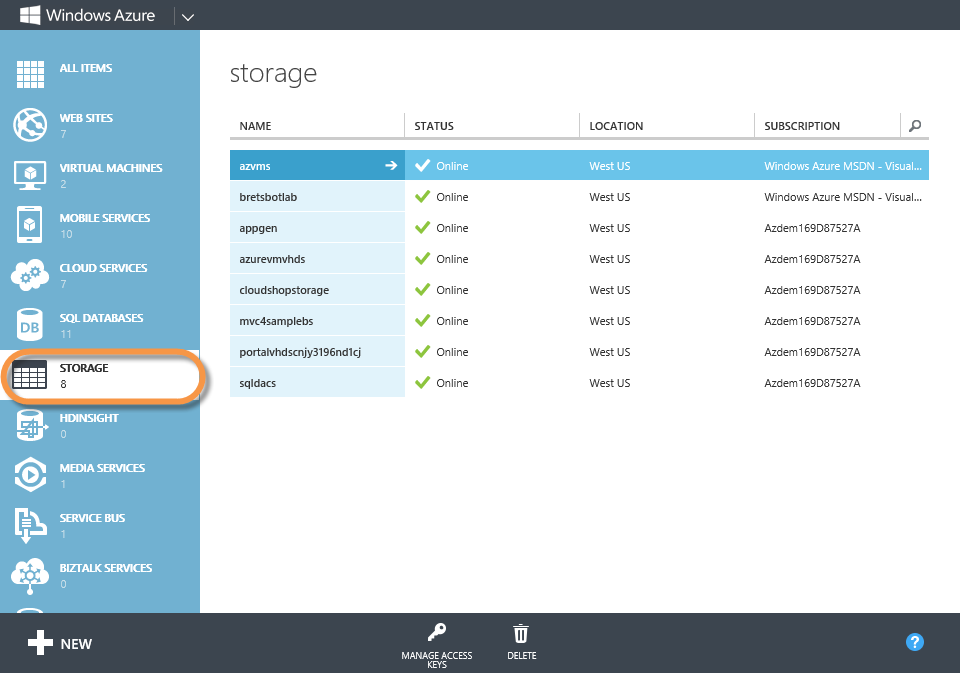 Windows Azure
ALL ITEMS
WEB SITES
7
VIRTUAL MACHINES
2
MOBILE SERVICES
10
CLOUD SERVICES
7
DB
SQL DATABASES
11
STORAGE
8
HDINSIGHT
0
MEDIA SERVICES
1
SERVICE BUS
1
BIZTALK SERVICES
0
storage
NAME STATUS LOCATION SUBSCRIPTION
azvms Online West US Windows Azure MSDN - Visual...
bretsbotlab Online West US Windows Azure MSDN - Visual...
appgen Online West US Azdem169D87527A
azurevmvhds Online West US Azdem169D87527A
cloudshopstorage Online West US Azdem169D87527A
mvc4samplebs Online West US Azdem169D87527A
portalvhdscnjy3196nd1cj Online West US Azdem169D87527A
sqldacs Online West US Azdem169D87527A
NEW
MANAGE ACCESS
KEYS
DELETE
?